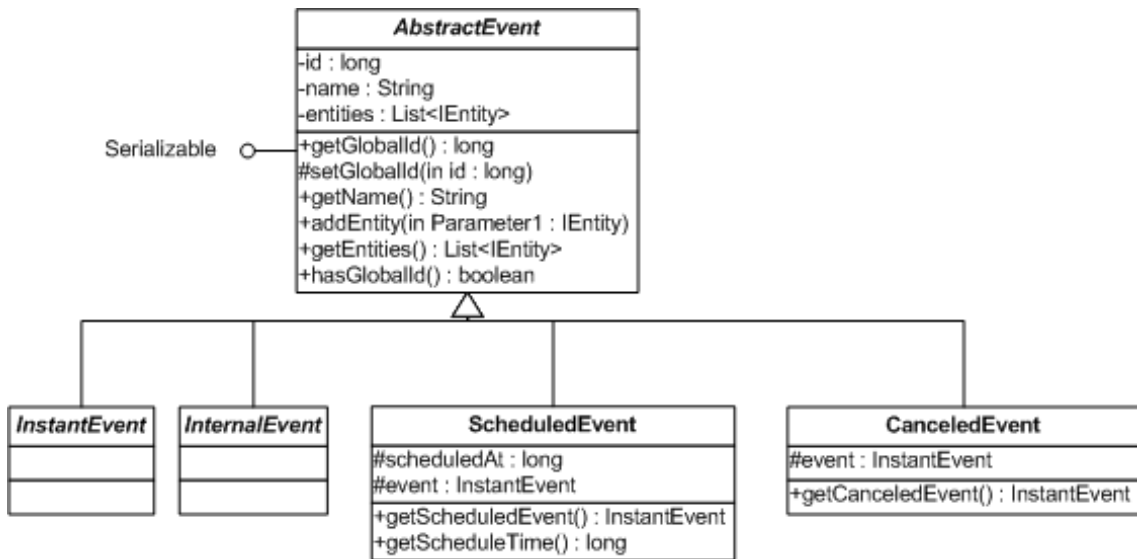 AbstractEvent
-id : long
-name : String
-entities : List<IEntity>
Serializable
+getGlobalId() : long
#setGlobalId(in id : long)
+getName() : String
+addEntity(in Parameter1 : IEntity)
+getEntities() : List<IEntity>
+hasGlobalId() : boolean
InstantEvent
InternalEvent
ScheduledEvent
#scheduledAt : long
#event : InstantEvent
+getScheduledEvent() : InstantEvent
+getScheduleTime() : long
CanceledEvent
#event : InstantEvent
+getCanceledEvent() : InstantEvent